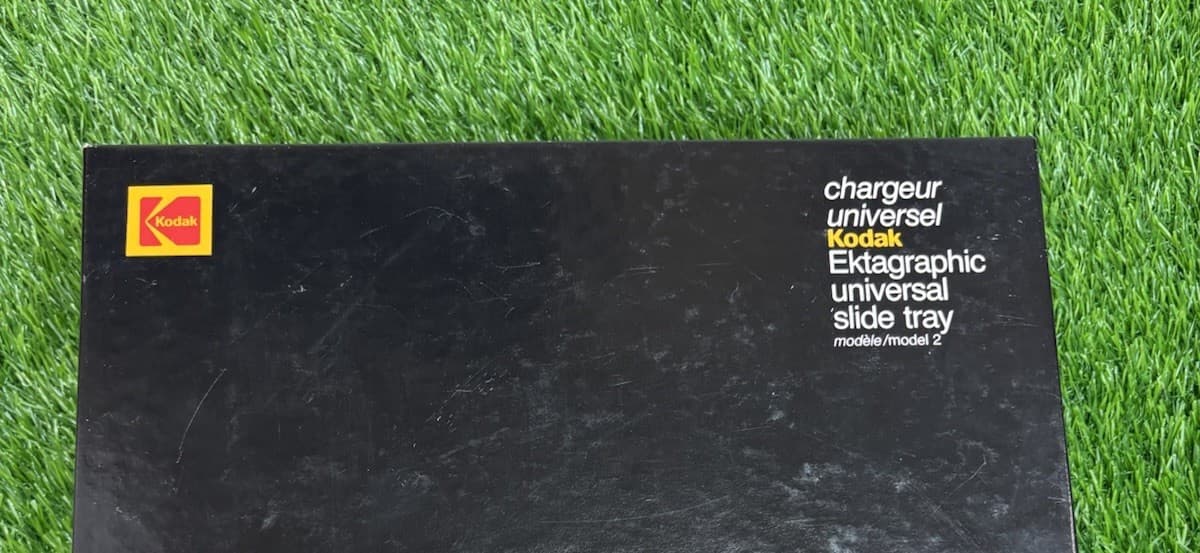 Kodak
chargeur
universel
Kodak
Ektagraphic
universal
slide tray
modèle/model 2